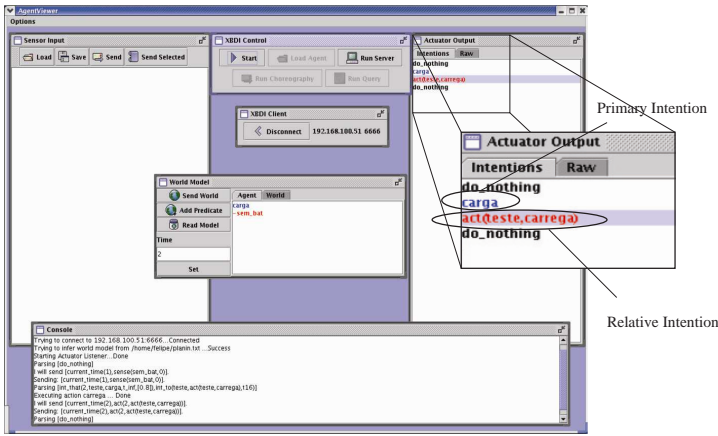 AgentViewer
Options
Sensor Input
Load Save Send Send Selected
XBDI Control
Start Load Agent Run Server
Run Choreography Run Query
XBDI Client
Disconnect 192.168.100.51 6666
World Model
Send World
Add Predicate
Read Model
Time
2
Set
Agent World
carga
- sem_bat
Actuator Output
Intentions Raw
do_nothing
carga
act(teste,carrega)
do_nothing
Primary Intention
Actuator Output
Intentions Raw
do_nothing
carga
act(teste,carrega)
do_nothing
Relative Intention
Console
Trying to connect to 192.168.100.51:6666...Connected
Trying to infer world model from /home/felipe/planin.txt ...Success
Starting Actuator Listener...Done
Parsing [do_nothing]
I will send [current_time(1),sense(sem_bat,0)].
Sending: [current_time(1),sense(sem_bat,0)].
Parsing [int_that(2,teste,carga,t_inf,[0.8]),int_to(teste,act(teste,carrega),t16)]
Executing action carrega ... Done
I will send [current_time(2),act(2,act(teste,carrega))].
Sending: [current_time(2),act(2,act(teste,carrega))].
Parsing [do_nothing]